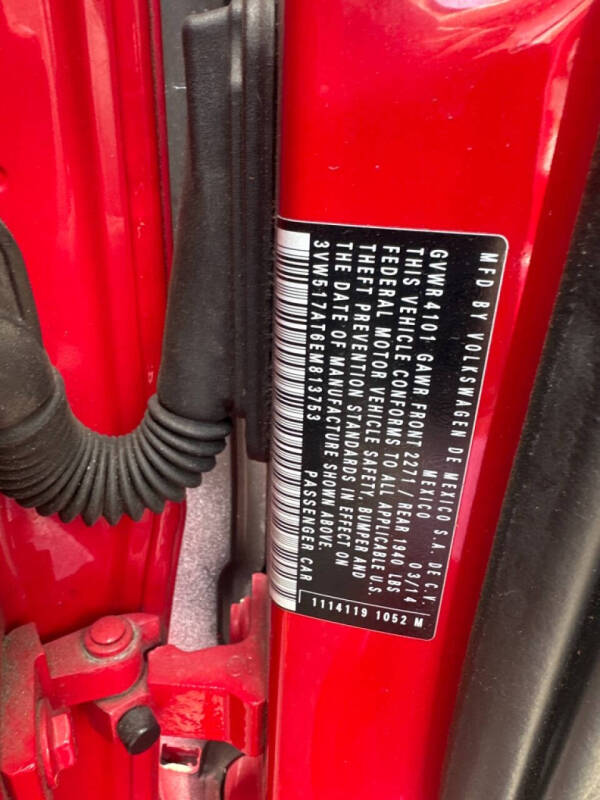 MFD BY VOLKSWAGEN DE MEXICO S.A. DE C.V.
MEXICO 03/14
GVWR 4101 GAWR FRONT 2271 / REAR 1940 LBS
THIS VEHICLE CONFORMS TO ALL APPLICABLE U.S.
FEDERAL MOTOR VEHICLE SAFETY, BUMPER AND
THEFT PREVENTION STANDARDS IN EFFECT ON
THE DATE OF MANUFACTURE SHOWN ABOVE.
3VW517AT6EM813753 PASSENGER CAR
1114119 1052 M